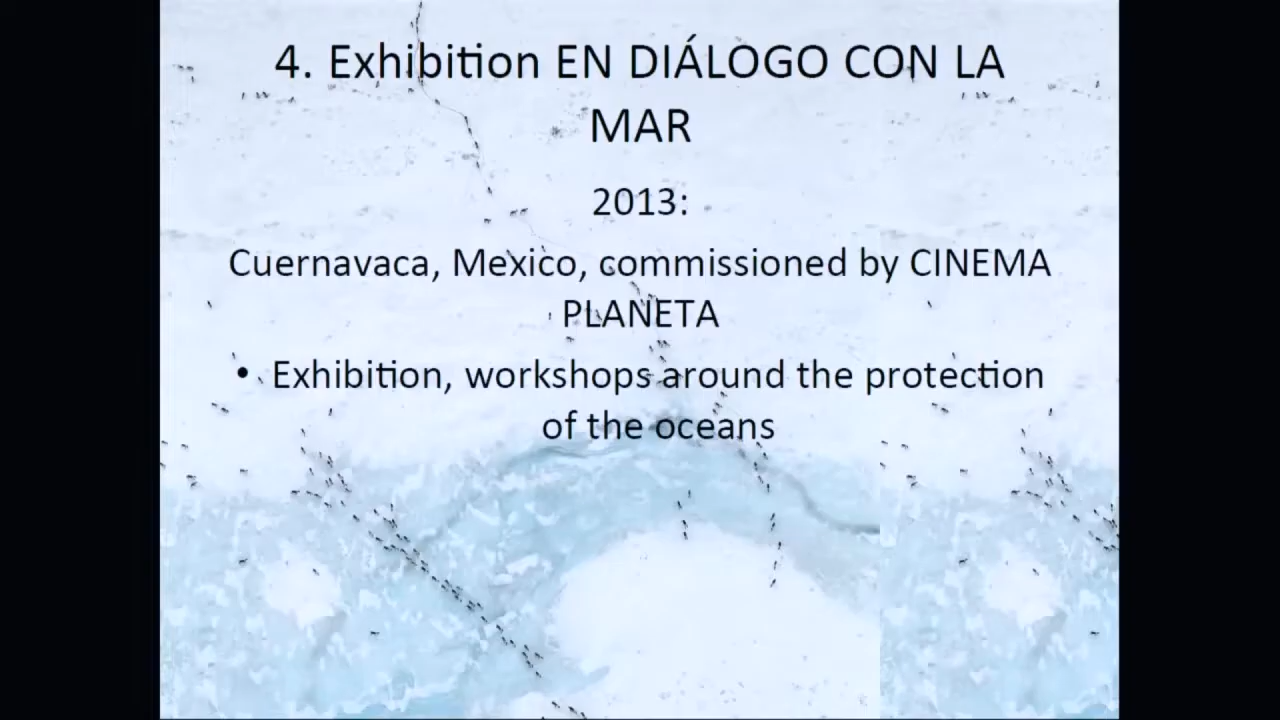 4. Exhibition EN DIÁLOGO CON LA
MAR
2013:
Cuernavaca, Mexico, commissioned by CINEMA
PLANETA
• Exhibition, workshops around the protection
of the oceans